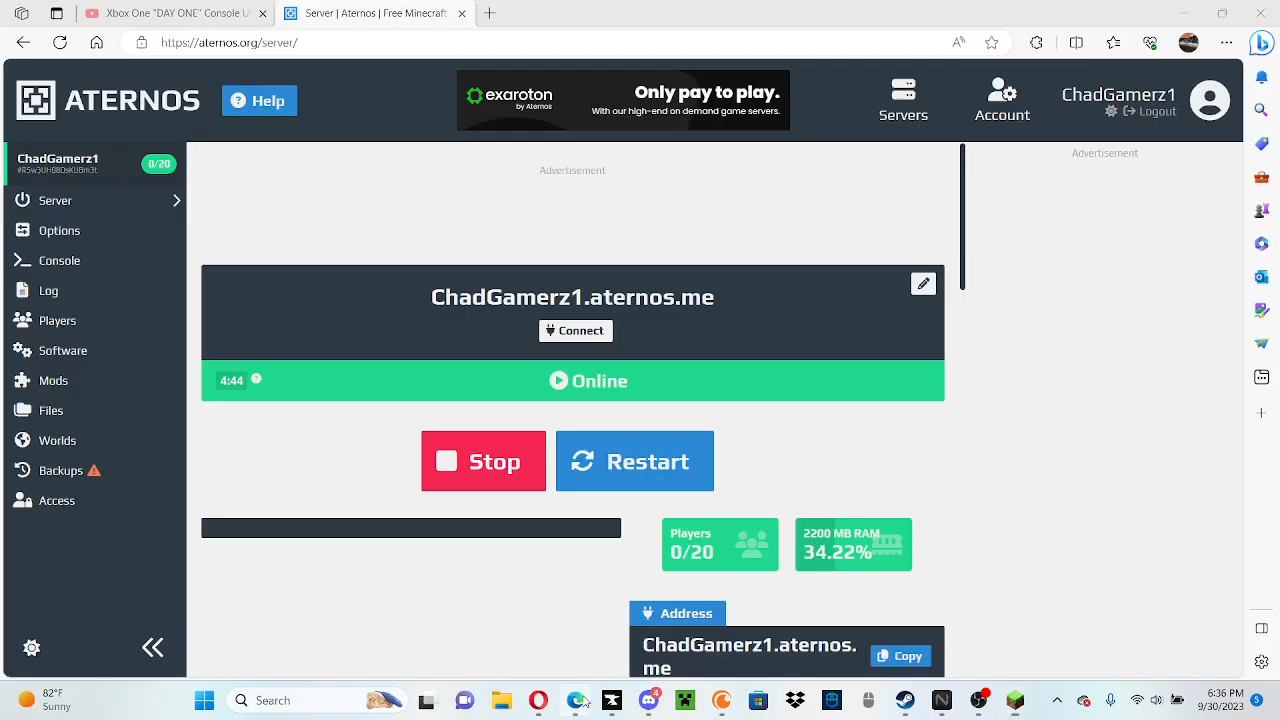 Xbox One "DAY ONE" Console U
Server | Aternos | Free Minecraft
https://aternos.org/server/
ATERNOS
Help
exaroton
by Aternos
Only pay to play.
With our high-end on demand game servers.
Servers
Account
ChadGamerz1
Logout
ChadGamerz1
0/20
Server
Options
Console
Log
Players
Software
Mods
Files
Worlds
Backups
Access
Advertisement
Advertisement
ChadGamerz1.aternos.me
Connect
4:44
Online
Stop
Restart
Players
0/20
2200 MB RAM
34.22%
Address
ChadGamerz1.aternos.
me
Copy
82°F
Sunny
Search
4
6:36 PM
5